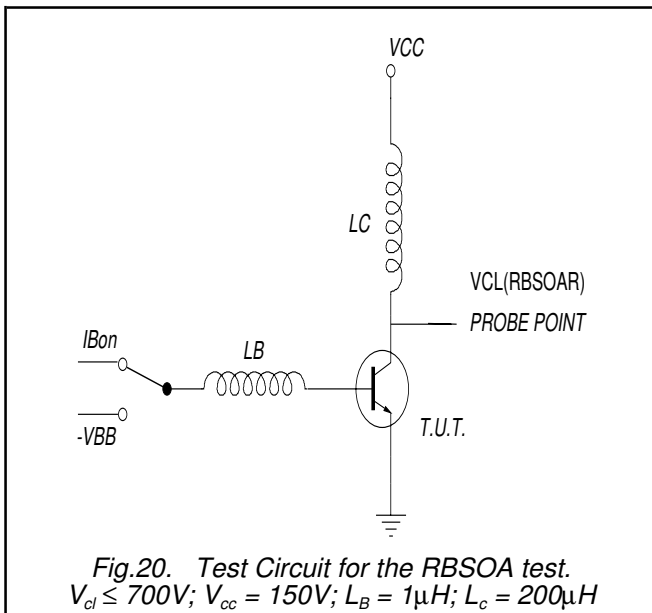 VCC
LC
VCL(RBSOAR)
PROBE POINT
IBon
LB
-VBB
T.U.T.
Fig.20. Test Circuit for the RBSOA test.
Vcl ≤ 700V; Vcc = 150V; LB = 1μH; Lc = 200μH